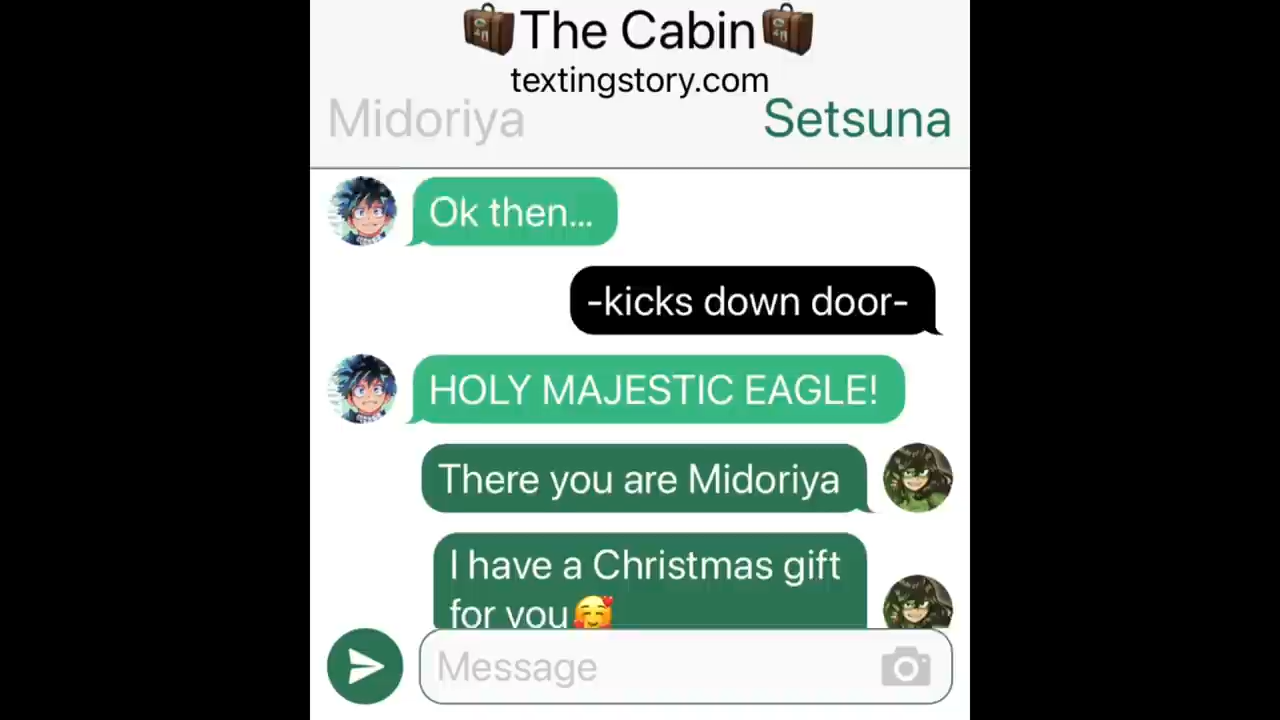 The Cabin
textingstory.com
Midoriya
Setsuna
Ok then...
-kicks down door-
HOLY MAJESTIC EAGLE!
There you are Midoriya
I have a Christmas gift
for you🥰
Message